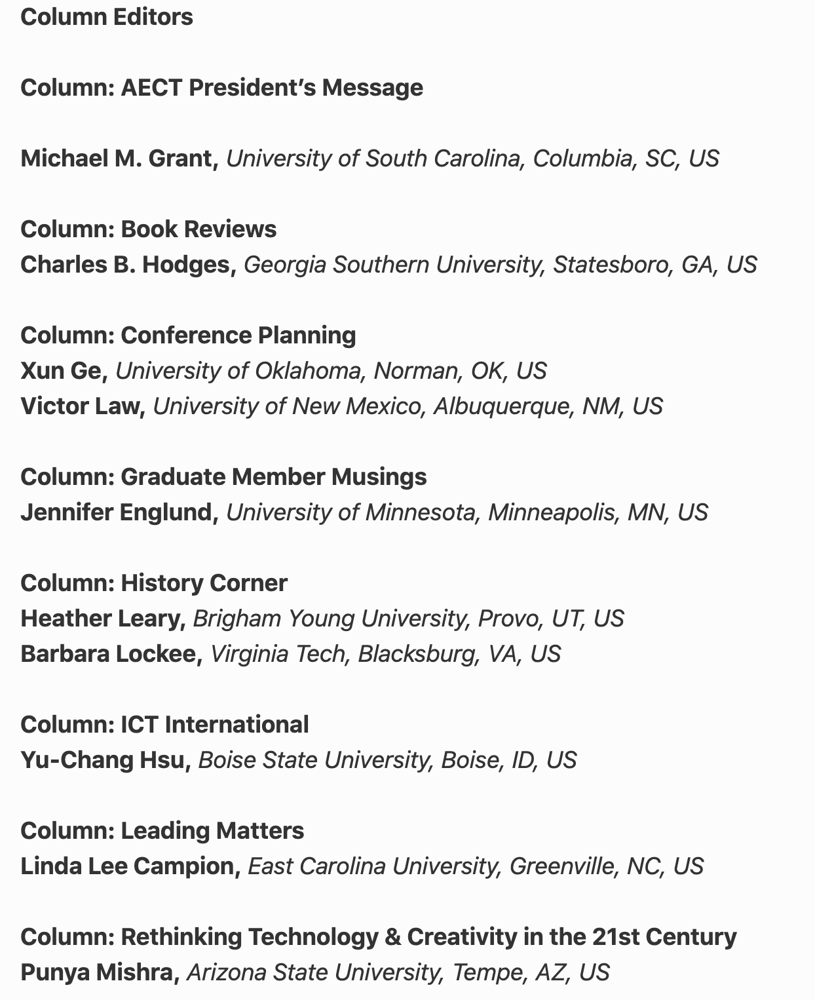 Column Editors
Column: AECT President’s Message
Michael M. Grant, University of South Carolina, Columbia, SC, US
Column: Book Reviews
Charles B. Hodges, Georgia Southern University, Statesboro, GA, US
Column: Conference Planning
Xun Ge, University of Oklahoma, Norman, OK, US
Victor Law, University of New Mexico, Albuquerque, NM, US
Column: Graduate Member Musings
Jennifer Englund, University of Minnesota, Minneapolis, MN, US
Column: History Corner
Heather Leary, Brigham Young University, Provo, UT, US
Barbara Lockee, Virginia Tech, Blacksburg, VA, US
Column: ICT International
Yu-Chang Hsu, Boise State University, Boise, ID, US
Column: Leading Matters
Linda Lee Campion, East Carolina University, Greenville, NC, US
Column: Rethinking Technology & Creativity in the 21st Century
Punya Mishra, Arizona State University, Tempe, AZ, US